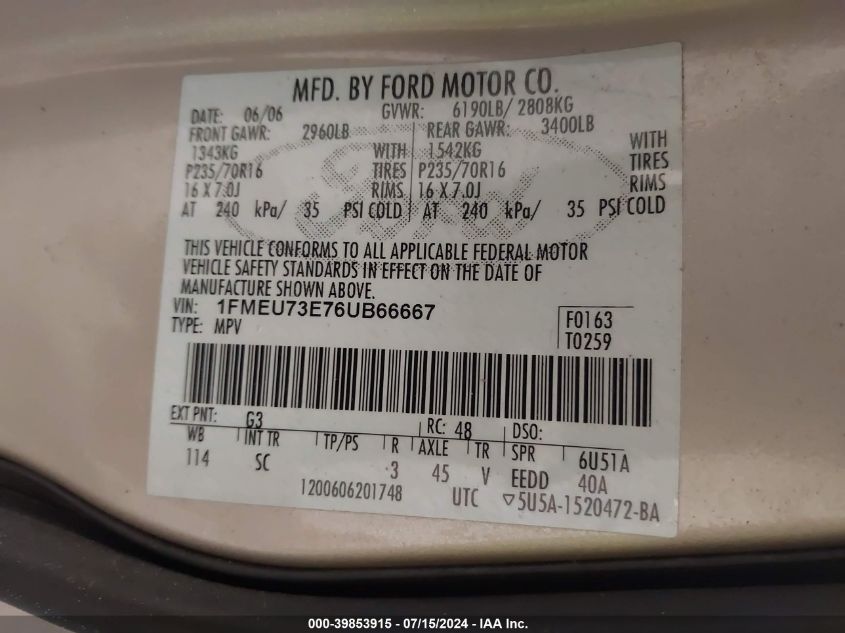 MFD. BY FORD MOTOR CO.
DATE: 06/06 GVWR: 6190LB/ 2808KG
FRONT GAWR: 2960LB REAR GAWR: 3400LB
1343KG WITH 1542KG WITH
P235/70R16 TIRES P235/70R16 TIRES
16 X 7.0J RIMS 16 X 7.0J RIMS
AT 240 kPa/ 35 PSI COLD AT 240 kPa/ 35 PSI COLD
THIS VEHICLE CONFORMS TO ALL APPLICABLE FEDERAL MOTOR
VEHICLE SAFETY STANDARDS IN EFFECT ON THE DATE OF
MANUFACTURE SHOWN ABOVE.
VIN: 1FMEU73E76UB66667 F0163
TYPE: MPV T0259
EXT PNT: G3 RC: 48 DSO:
WB INT TR TP/PS R AXLE TR SPR 6U51A
114 SC 3 45 V EEDD 40A
1200606201748 UTC ▽5U5A-1520472-BA
Ford
000-39853915 / 07/15/2024 - IAA Inc.